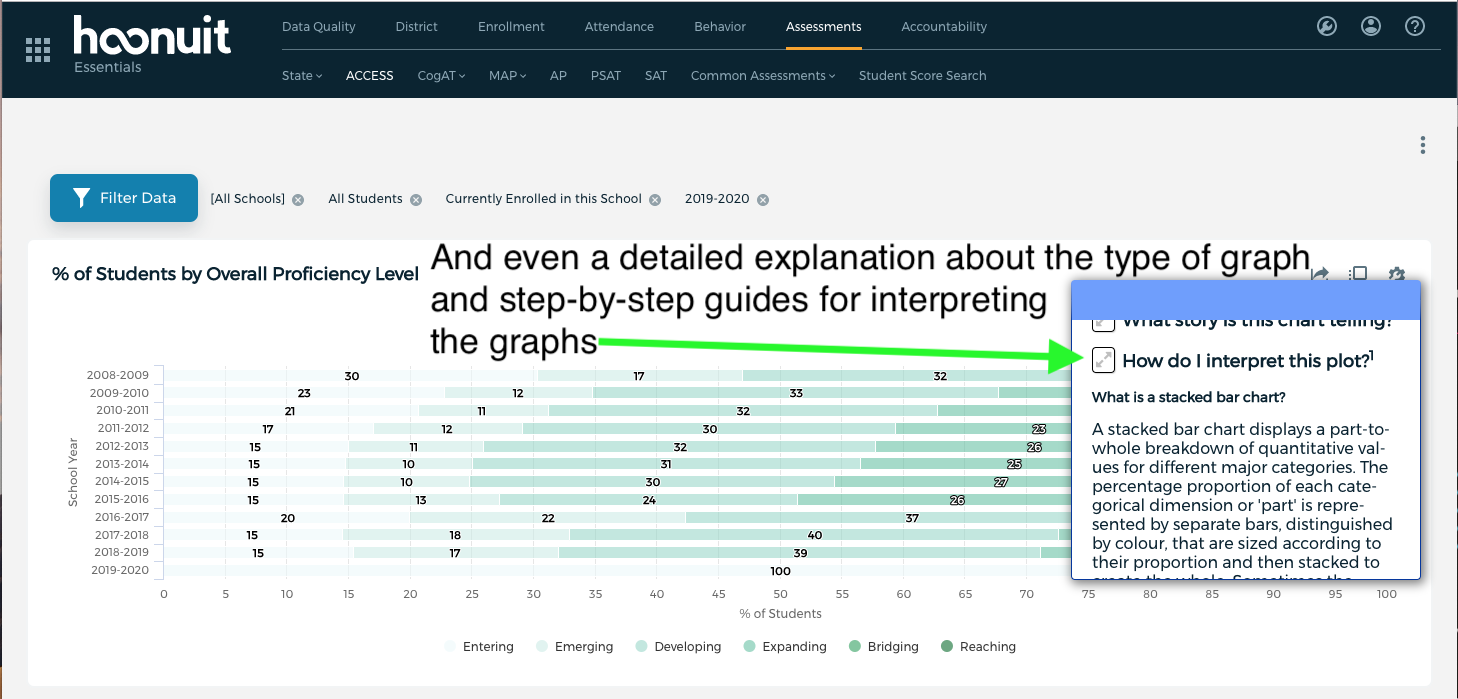 hoonuit
Essentials
Data Quality District Enrollment Attendance Behavior Assessments Accountability
State ACCESS CogAT MAP AP PSAT SAT Common Assessments Student Score Search
Filter Data [All Schools] All Students Currently Enrolled in this School 2019-2020
% of Students by Overall Proficiency Level
And even a detailed explanation about the type of graph
and step-by-step guides for interpreting
the graphs
What story is this chart telling?
How do I interpret this plot?¹
What is a stacked bar chart?
A stacked bar chart displays a part-to-
whole breakdown of quantitative val-
ues for different major categories. The
percentage proportion of each cate-
gorical dimension or 'part' is repre-
sented by separate bars, distinguished
by colour, that are sized according to
their proportion and then stacked to
create the whole. Sometimes the
School Year
2008-2009 30 17 32
2009-2010 23 12 33
2010-2011 21 11 32
2011-2012 17 12 30 23
2012-2013 15 11 32 26
2013-2014 15 10 31 25
2014-2015 15 10 30 27
2015-2016 15 13 24 26
2016-2017 20 22 37
2017-2018 15 18 40
2018-2019 15 17 39
2019-2020 100
0 5 10 15 20 25 30 35 40 45 50 55 60 65 70 75 80 85 90 95 100
% of Students
Entering Emerging Developing Expanding Bridging Reaching